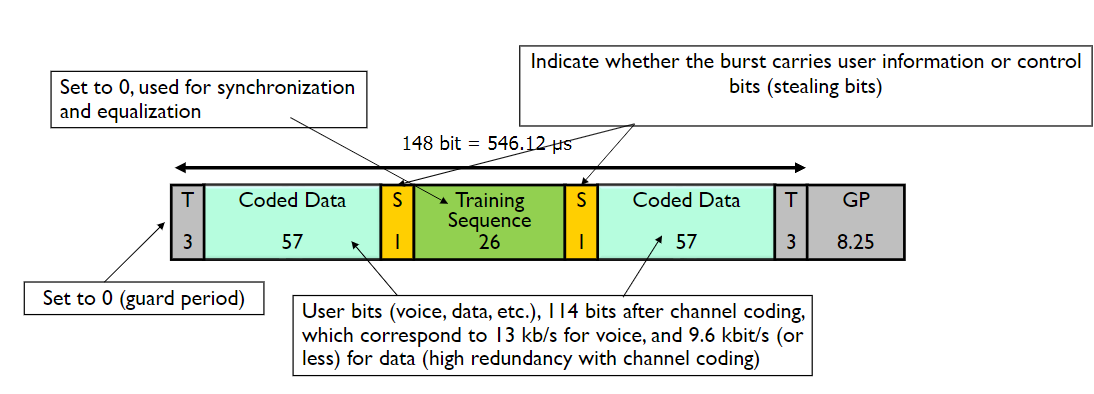 Indicate whether the burst carries user information or control
bits (stealing bits)
Set to 0, used for synchronization
and equalization
148 bit = 546.12 µs
T
3
Coded Data
57
S
1
Training
Sequence
26
S
1
Coded Data
57
T
3
GP
8.25
Set to 0 (guard period)
User bits (voice, data, etc.), 114 bits after channel coding,
which correspond to 13 kb/s for voice, and 9.6 kbit/s (or
less) for data (high redundancy with channel coding)